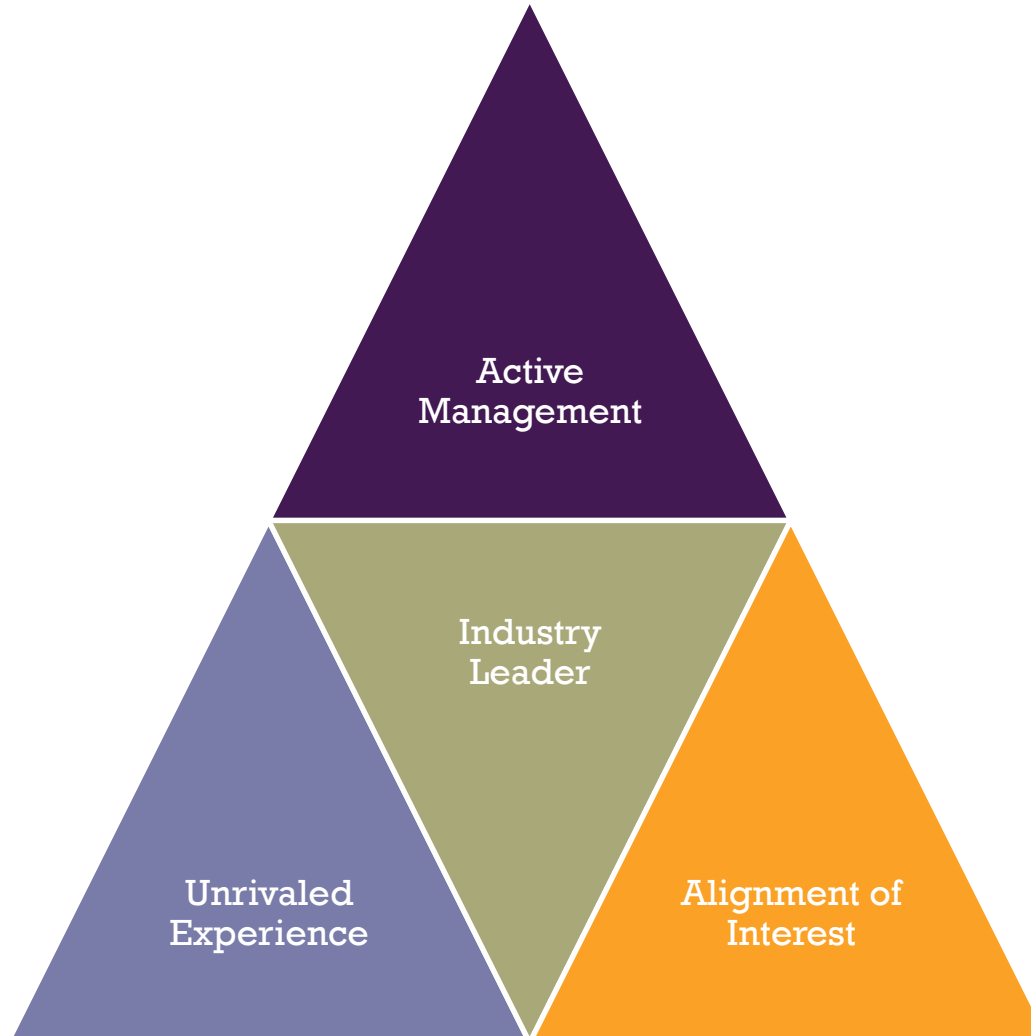 Active
Management
Industry
Leader
Unrivaled
Experience
Alignment of
Interest